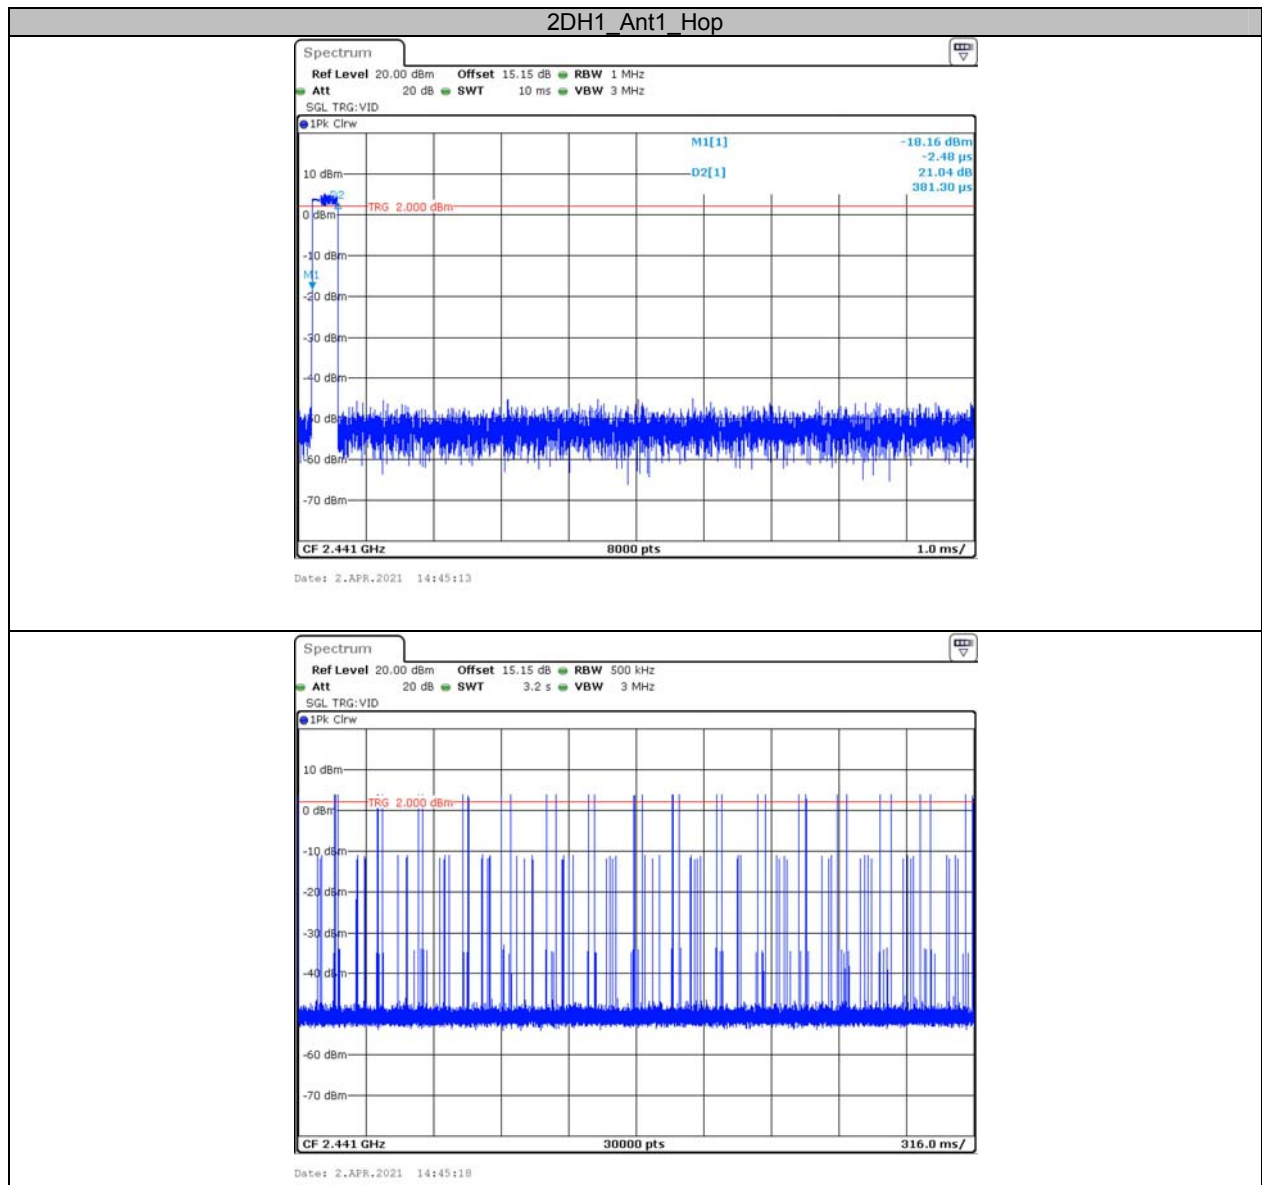 2DH1_Ant1_Hop
Spectrum
Ref Level 20.00 dBm Offset 15.15 dB RBW 1 MHz
Att 20 dB SWT 10 ms VBW 3 MHz
SGL TRG:VID
1Pk Clrw
M1[1] -18.16 dBm
-2.48 µs
10 dBm D2[1] 21.04 dB
381.30 µs
D2
TRG 2.000 dBm
0 dBm
-10 dBm
M1
-20 dBm
-30 dBm
-40 dBm
-50 dBm
-60 dBm
-70 dBm
CF 2.441 GHz 8000 pts 1.0 ms/
Date: 2.APR.2021 14:45:13
Spectrum
Ref Level 20.00 dBm Offset 15.15 dB RBW 500 kHz
Att 20 dB SWT 3.2 s VBW 3 MHz
SGL TRG:VID
1Pk Clrw
10 dBm
TRG 2.000 dBm
0 dBm
-10 dBm
-20 dBm
-30 dBm
-40 dBm
-60 dBm
-70 dBm
CF 2.441 GHz 30000 pts 316.0 ms/
Date: 2.APR.2021 14:45:18